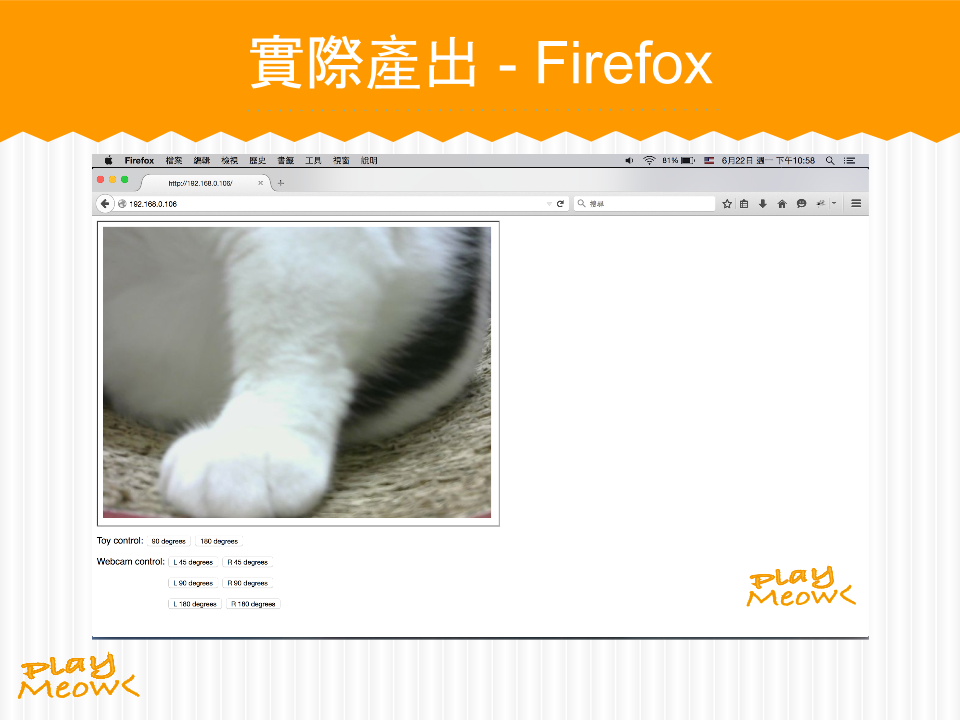 實際產出 - Firefox
Firefox 檔案 編輯 檢視 歷史 書籤 工具 視窗 說明 81% 6月22日 週一 下午10:58
http://192.168.0.106/
192.168.0.106 搜尋
Toy control: 90 degrees 180 degrees
Webcam control: L 45 degrees R 45 degrees
L 90 degrees R 90 degrees
L 180 degrees R 180 degrees
Play
Meow
Play
Meow